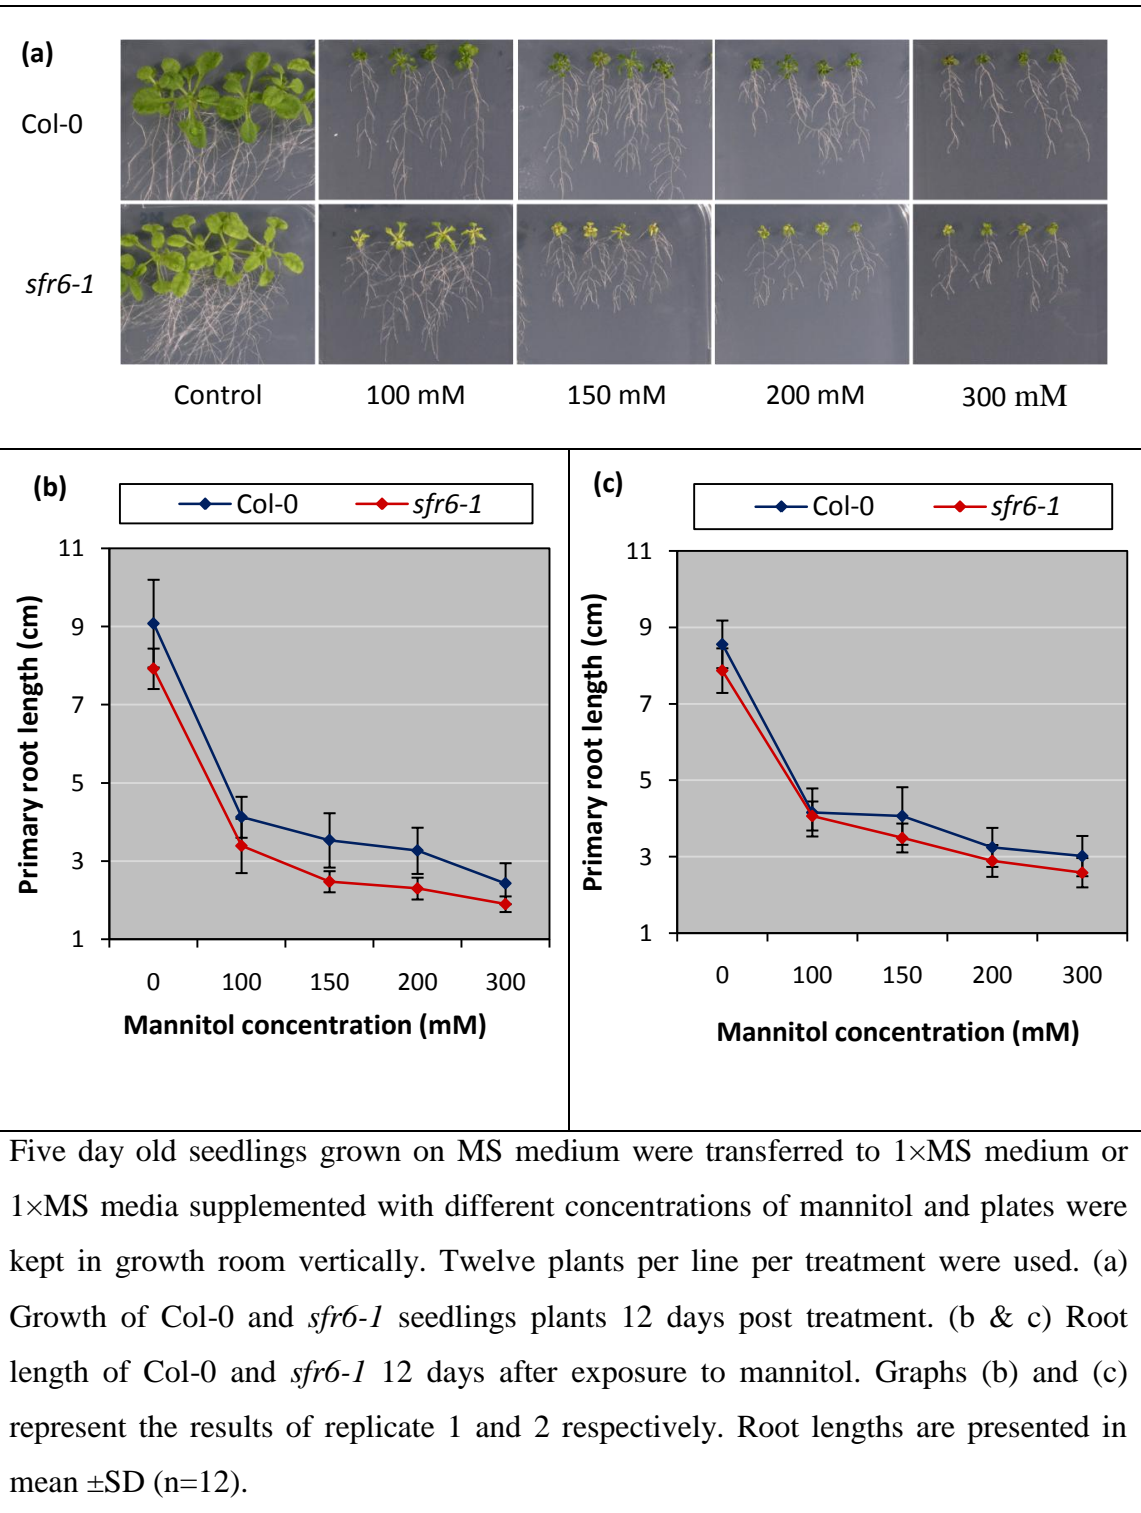 (a)
Col-0
sfr6-1
Control 100 mM 150 mM 200 mM 300 mM
(b)
Col-0 sfr6-1
11
9
7
5
3
1
Primary root length (cm)
0 100 150 200 300
Mannitol concentration (mM)
(c)
Col-0 sfr6-1
11
9
7
5
3
1
Primary root length (cm)
0 100 150 200 300
Mannitol concentration (mM)
Five day old seedlings grown on MS medium were transferred to 1×MS medium or
1×MS media supplemented with different concentrations of mannitol and plates were
kept in growth room vertically. Twelve plants per line per treatment were used. (a)
Growth of Col-0 and sfr6-1 seedlings plants 12 days post treatment. (b & c) Root
length of Col-0 and sfr6-1 12 days after exposure to mannitol. Graphs (b) and (c)
represent the results of replicate 1 and 2 respectively. Root lengths are presented in
mean ±SD (n=12).